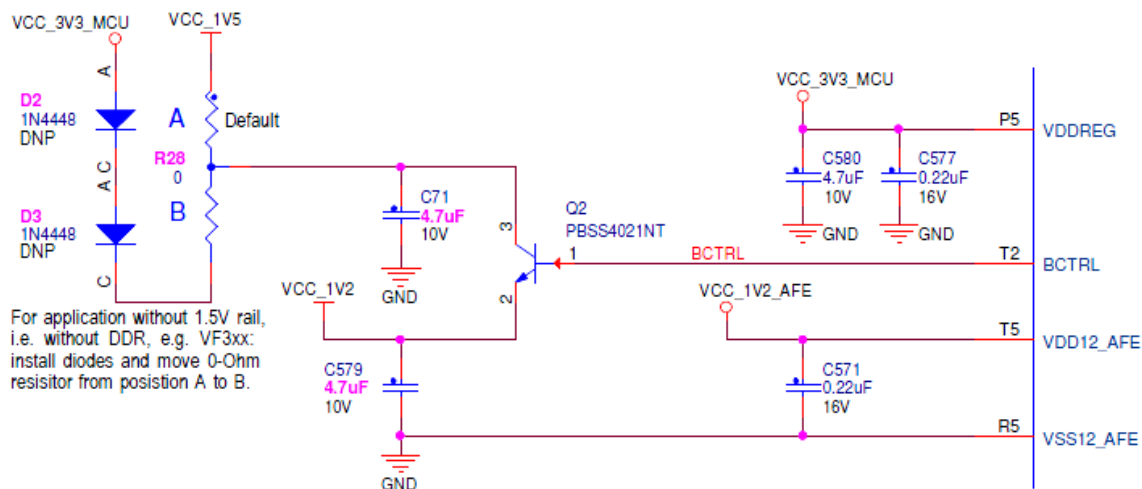 VCC_3V3_MCU
VCC_1V5
A
D2
1N4448
DNP
C
A
D3
1N4448
DNP
C
A
Default
R28
0
B
For application without 1.5V rail,
i.e. without DDR, e.g. VF3xx:
install diodes and move 0-Ohm
resisitor from posistion A to B.
C71
4.7uF
10V
GND
3
Q2
PBSS4021NT
1
2
BCTRL
VCC_1V2
C579
4.7uF
10V
GND
VCC_3V3_MCU
C580
4.7uF
10V
GND
C577
0.22uF
16V
GND
P5
VDDREG
T2
BCTRL
VCC_1V2_AFE
T5
VDD12_AFE
C571
0.22uF
16V
R5
VSS12_AFE